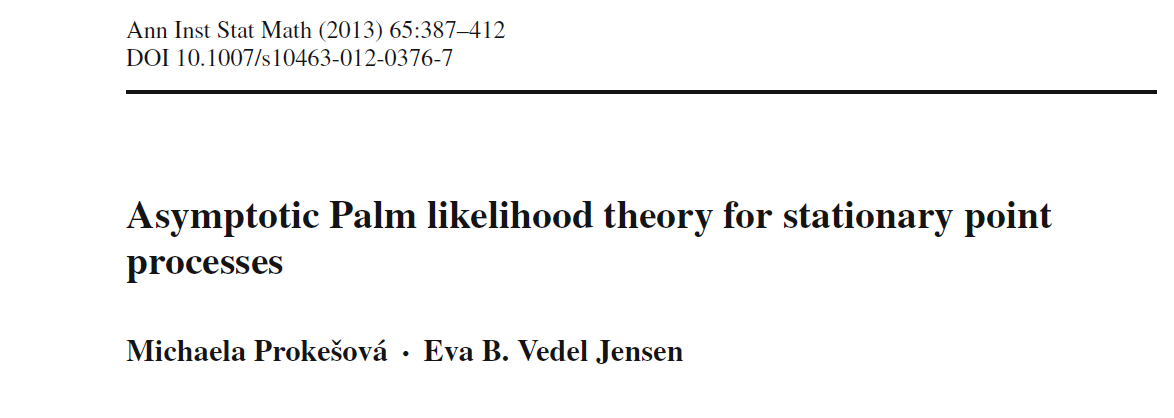 Ann Inst Stat Math (2013) 65:387–412
DOI 10.1007/s10463-012-0376-7
Asymptotic Palm likelihood theory for stationary point
processes
Michaela Prokešová · Eva B. Vedel Jensen